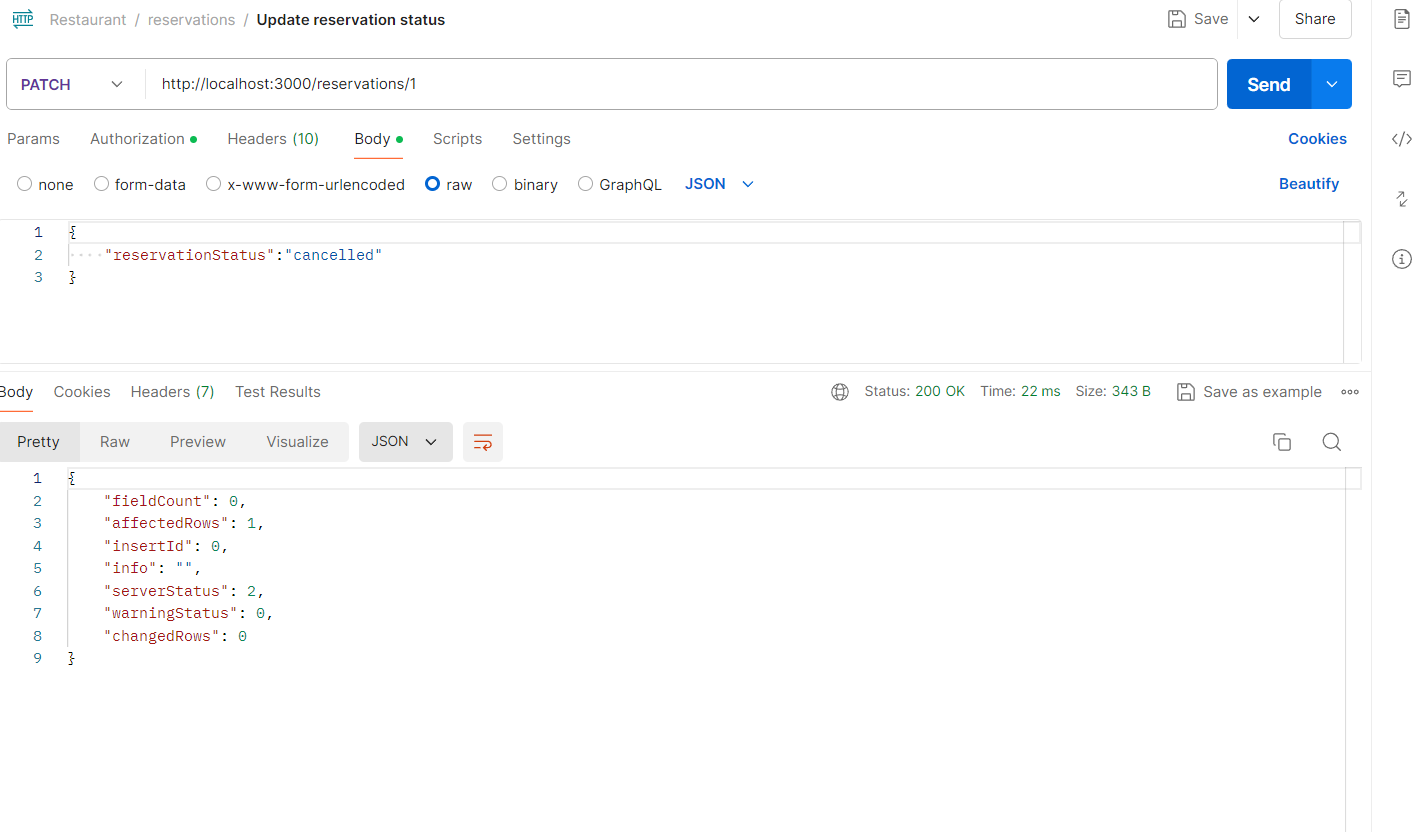 HTTP Restaurant / reservations / Update reservation status Save Share
PATCH http://localhost:3000/reservations/1 Send
Params Authorization Headers (10) Body Scripts Settings Cookies
none form-data x-www-form-urlencoded raw binary GraphQL JSON Beautify
1 {
2 ····"reservationStatus":"cancelled"
3 }
Body Cookies Headers (7) Test Results Status: 200 OK Time: 22 ms Size: 343 B Save as example
Pretty Raw Preview Visualize JSON
1 {
2 "fieldCount": 0,
3 "affectedRows": 1,
4 "insertId": 0,
5 "info": "",
6 "serverStatus": 2,
7 "warningStatus": 0,
8 "changedRows": 0
9 }